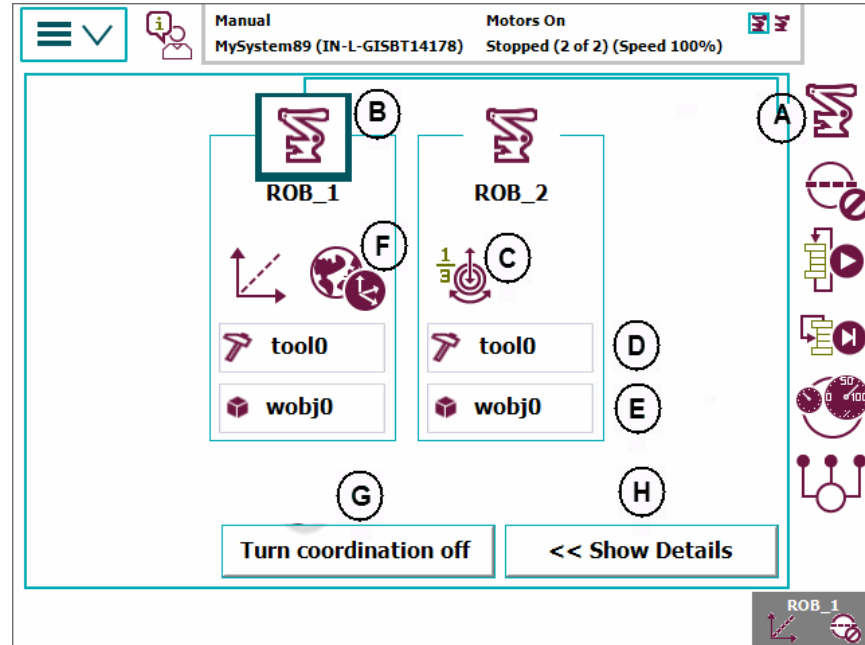 Manual
Motors On
MySystem89 (IN-L-GISBT14178)
Stopped (2 of 2) (Speed 100%)
B
A
ROB_1
ROB_2
F
1/3
C
tool0
tool0
D
50
0
100
%
wobj0
wobj0
E
G
H
Turn coordination off
<< Show Details
ROB_1